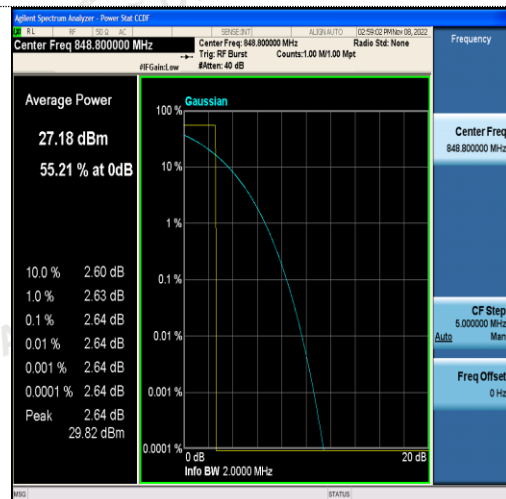 Agilent Spectrum Analyzer - Power Stat CCDF
RL RF 50 Ω AC SENSE:INT ALIGN AUTO 02:59:02 PM Nov 08, 2022
Center Freq 848.800000 MHz
Center Freq: 848.800000 MHz Radio Std: None
Trig: RF Burst Counts:1.00 M/1.00 Mpt
#IFGain:Low #Atten: 40 dB
Frequency
Average Power
27.18 dBm
55.21 % at 0dB
10.0 % 2.60 dB
1.0 % 2.63 dB
0.1 % 2.64 dB
0.01 % 2.64 dB
0.001 % 2.64 dB
0.0001 % 2.64 dB
Peak 2.64 dB
29.82 dBm
Gaussian
100 %
10 %
1 %
0.1 %
0.01 %
0.001 %
0.0001 %
0 dB 20 dB
Info BW 2.0000 MHz
Center Freq
848.800000 MHz
CF Step
5.000000 MHz
Auto Man
Freq Offset
0 Hz
MSG STATUS